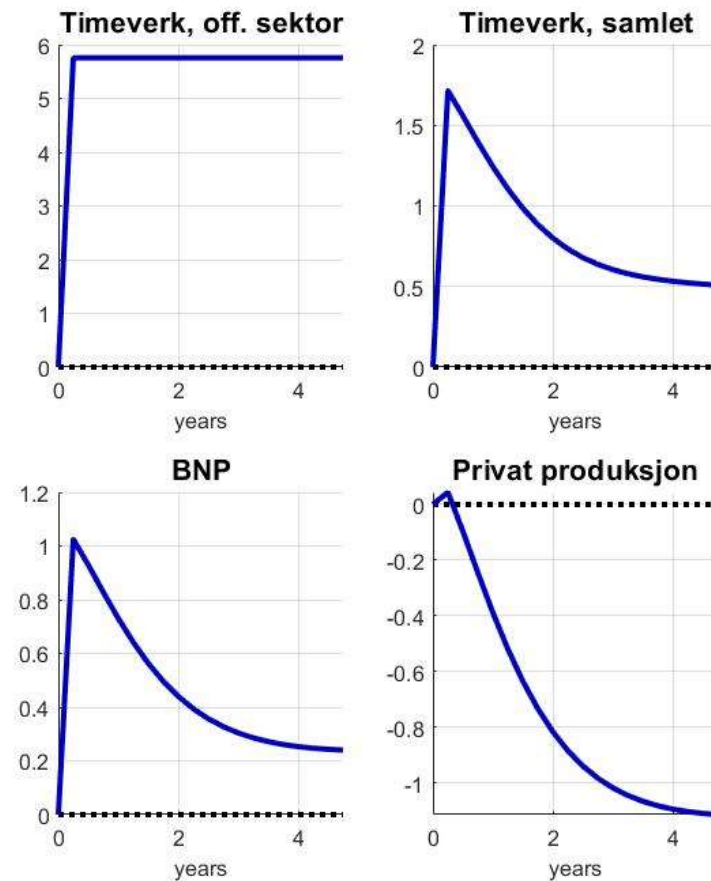 Timeverk, off. sektor
6
5
4
3
2
1
0
0 2 4
years
Timeverk, samlet
2
1.5
1
0.5
0
0 2 4
years
BNP
1.2
1
0.8
0.6
0.4
0.2
0
0 2 4
years
Privat produksjon
0
-0.2
-0.4
-0.6
-0.8
-1
0 2 4
years